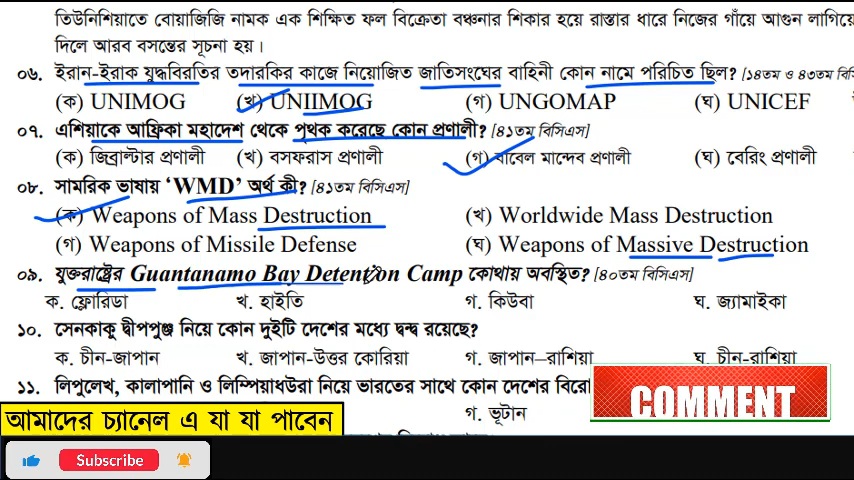 তিউনিশিয়াতে বোয়াজিজি নামক এক শিক্ষিত ফল বিক্রেতা বঞ্চনার শিকার হয়ে রাস্তার ধারে নিজের গাঁয়ে আগুন লাগিয়ে
দিলে আরব বসন্তের সূচনা হয়।
০৬. ইরান-ইরাক যুদ্ধবিরতির তদারকির কাজে নিয়োজিত জাতিসংঘের বাহিনী কোন নামে পরিচিত ছিল? [১৪তম ও ৪৩তম বিসি
(ক) UNIMOG (খ) UNIIMOG (গ) UNGOMAP (ঘ) UNICEF
০৭. এশিয়াকে আফ্রিকা মহাদেশ থেকে পৃথক করেছে কোন প্রণালী? [৪১তম বিসিএস]
(ক) জিব্রাল্টার প্রণালী (খ) বসফরাস প্রণালী (গ) বাবেল মান্দেব প্রণালী (ঘ) বেরিং প্রণালী
০৮. সামরিক ভাষায় ‘WMD’ অর্থ কী? [৪১তম বিসিএস]
(ক) Weapons of Mass Destruction (খ) Worldwide Mass Destruction
(গ) Weapons of Missile Defense (ঘ) Weapons of Massive Destruction
০৯. যুক্তরাষ্ট্রের Guantanamo Bay Detention Camp কোথায় অবস্থিত? [৪০তম বিসিএস]
ক. ফ্লোরিডা খ. হাইতি গ. কিউবা ঘ. জ্যামাইকা
১০. সেনকাকু দ্বীপপুঞ্জ নিয়ে কোন দুইটি দেশের মধ্যে দ্বন্দ্ব রয়েছে?
ক. চীন-জাপান খ. জাপান-উত্তর কোরিয়া গ. জাপান–রাশিয়া ঘ. চীন-রাশিয়া
১১. লিপুলেখ, কালাপানি ও লিম্পিয়াধউরা নিয়ে ভারতের সাথে কোন দেশের বিরো
গ. ভূটান
COMMENT
আমাদের চ্যানেল এ যা যা পাবেন
Subscribe